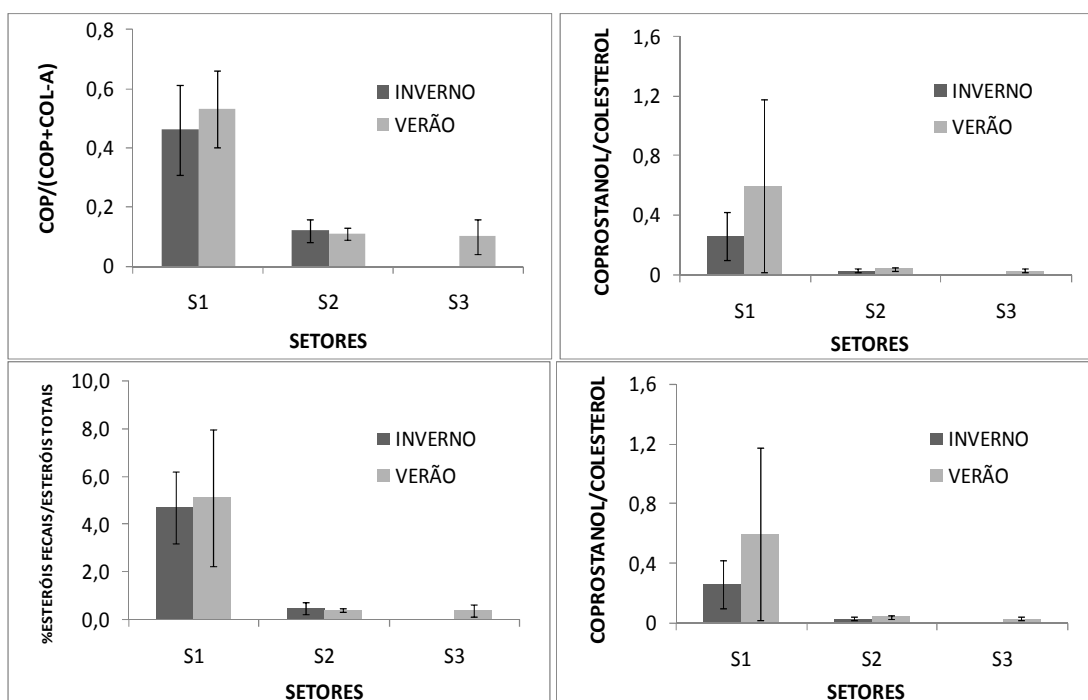 COP/(COP+COL-A)
0,8
0,6
0,4
0,2
0
INVERNO
VERÃO
S1 S2 S3
SETORES
COPROSTANOL/COLESTEROL
1,6
1,2
0,8
0,4
0
INVERNO
VERÃO
S1 S2 S3
SETORES
%ESTERÓIS FECAIS/ESTERÓIS TOTAIS
10,0
8,0
6,0
4,0
2,0
0,0
INVERNO
VERÃO
S1 S2 S3
SETORES
COPROSTANOL/COLESTEROL
1,6
1,2
0,8
0,4
0
INVERNO
VERÃO
S1 S2 S3
SETORES